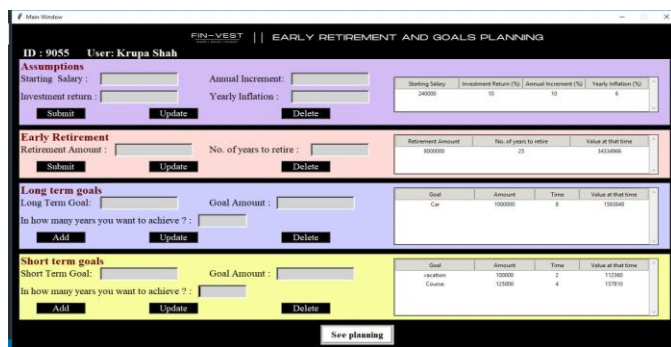 Main Window
FIN-VEST || EARLY RETIREMENT AND GOALS PLANNING
ID : 9055 User: Krupa Shah
Assumptions
Starting Salary : Annual Increment:
Investment return : Yearly Inflation :
Submit Update Delete
Starting Salary Investment Return (%) Annual Increment (%) Yearly Inflation (%)
240000 10 10 6
Early Retirement
Retirement Amount : No. of years to retire :
Submit Update Delete
Retirement Amount No. of years to retire Value at that time
8000000 25 34334966
Long term goals
Long Term Goal: Goal Amount :
In how many years you want to achieve ? :
Add Update Delete
Goal Amount Time Value at that time
Car 1000000 8 1593848
Short term goals
Short Term Goal: Goal Amount :
In how many years you want to achieve ? :
Add Update Delete
Goal Amount Time Value at that time
vacation 100000 2 112360
Course 125000 4 157810
See planning